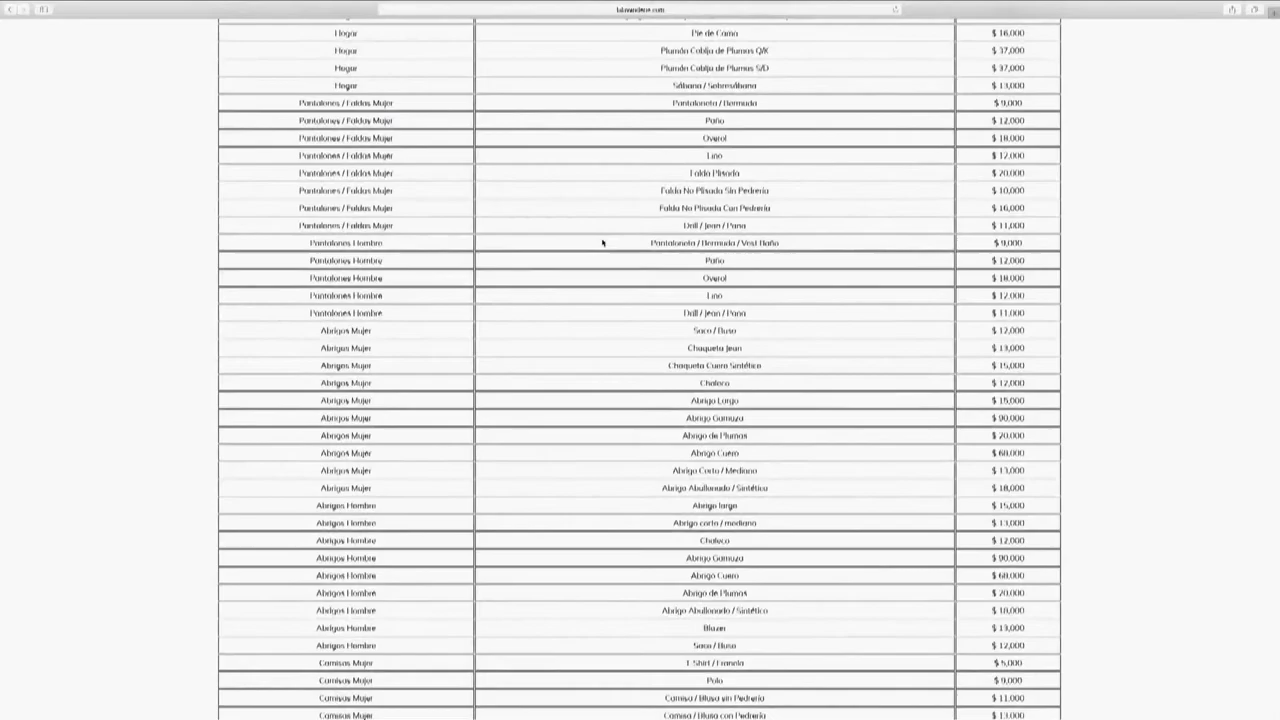 Hogar Pie de Cama $ 16,000
Hogar Plumón Cobija de Plumas Q/K $ 37,000
Hogar Plumón Cobija de Plumas S/D $ 37,000
Hogar Sábana / Sobresábana $ 13,000
Pantalones / Faldas Mujer Pantaloneta / Bermuda $ 9,000
Pantalones / Faldas Mujer Paño $ 12,000
Pantalones / Faldas Mujer Overol $ 18,000
Pantalones / Faldas Mujer Lino $ 12,000
Pantalones / Faldas Mujer Falda Plisada $ 20,000
Pantalones / Faldas Mujer Falda No Plisada Sin Pedrería $ 10,000
Pantalones / Faldas Mujer Falda No Plisada Con Pedrería $ 16,000
Pantalones / Faldas Mujer Dril / Jean / Pana $ 11,000
Pantalones Hombre Pantaloneta / Bermuda / Vest Baño $ 9,000
Pantalones Hombre Paño $ 12,000
Pantalones Hombre Overol $ 18,000
Pantalones Hombre Lino $ 12,000
Pantalones Hombre Dril / Jean / Pana $ 11,000
Abrigos Mujer Saco / Buso $ 12,000
Abrigos Mujer Chaqueta Jean $ 13,000
Abrigos Mujer Chaqueta Cuero Sintético $ 15,000
Abrigos Mujer Chaleco $ 12,000
Abrigos Mujer Abrigo Largo $ 15,000
Abrigos Mujer Abrigo Gamuza $ 90,000
Abrigos Mujer Abrigo de Plumas $ 20,000
Abrigos Mujer Abrigo Cuero $ 60,000
Abrigos Mujer Abrigo Corto / Mediano $ 13,000
Abrigos Mujer Abrigo Abullonado / Sintético $ 18,000
Abrigos Hombre Abrigo largo $ 15,000
Abrigos Hombre Abrigo corto / mediano $ 13,000
Abrigos Hombre Chaleco $ 12,000
Abrigos Hombre Abrigo Gamuza $ 90,000
Abrigos Hombre Abrigo Cuero $ 60,000
Abrigos Hombre Abrigo de Plumas $ 20,000
Abrigos Hombre Abrigo Abullonado / Sintético $ 18,000
Abrigos Hombre Blazer $ 13,000
Abrigos Hombre Saco / Buso $ 12,000
Camisas Mujer T-Shirt / Franela $ 5,000
Camisas Mujer Polo $ 9,000
Camisas Mujer Camisa / Blusa sin Pedrería $ 11,000
Camisas Mujer Camisa / Blusa con Pedrería $ 13,000